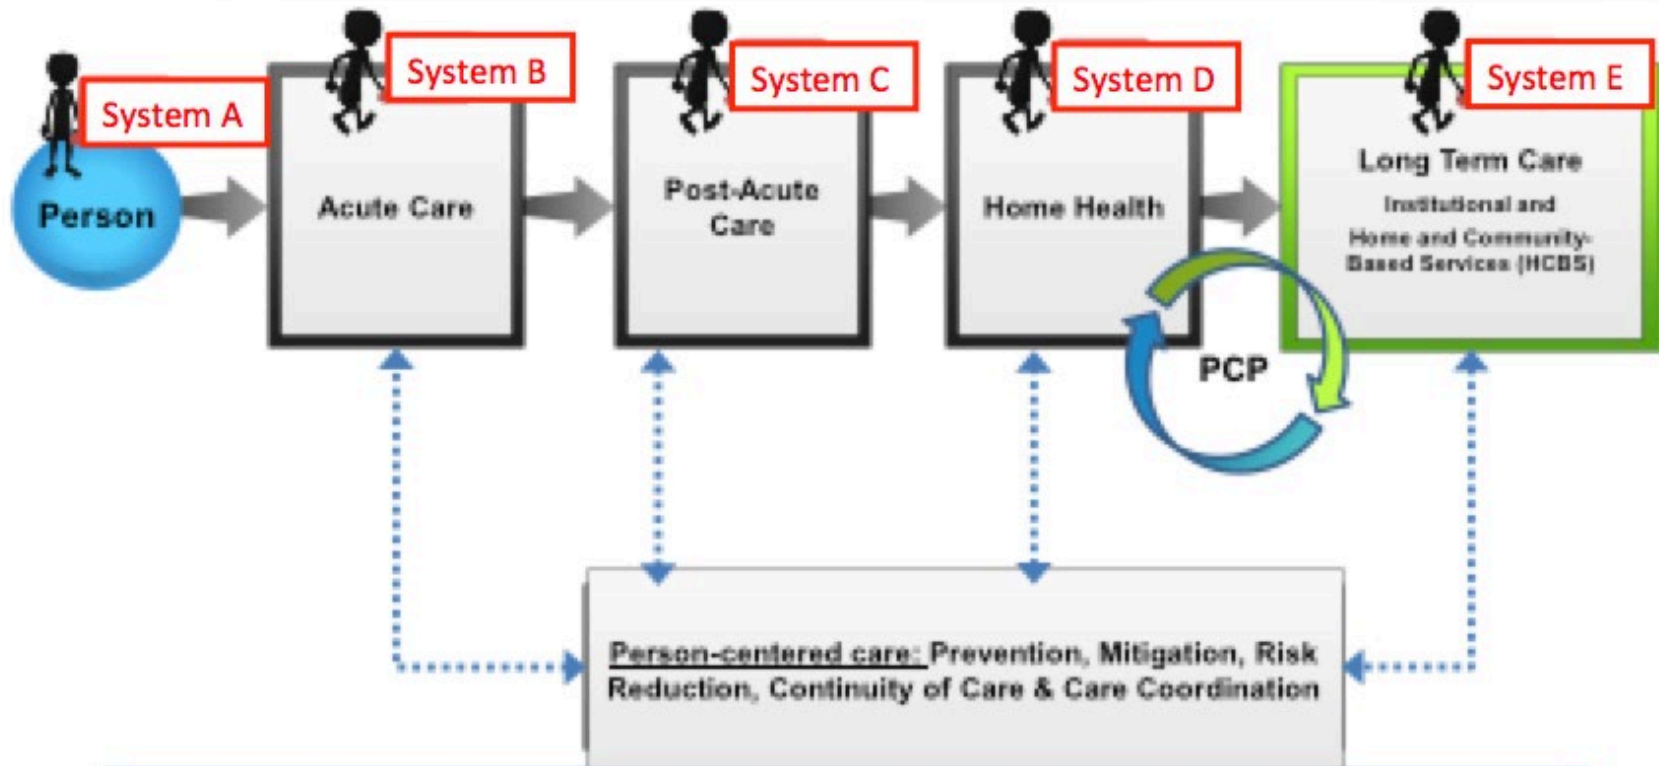 System A
System B
System C
System D
System E
Person
Acute Care
Post-Acute
Care
Home Health
Long Term Care
Institutional and
Home and Community-
Based Services (HCBS)
PCP
Person-centered care: Prevention, Mitigation, Risk
Reduction, Continuity of Care & Care Coordination